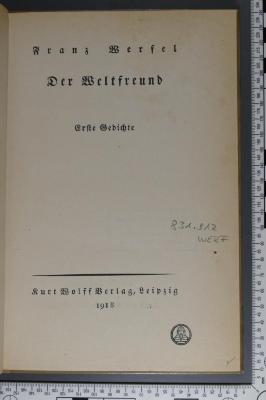 Franz Werfel
Der Weltfreund
Erste Gedichte
831.912
WERF
Kurt Wolff Verlag, Leipzig
1918